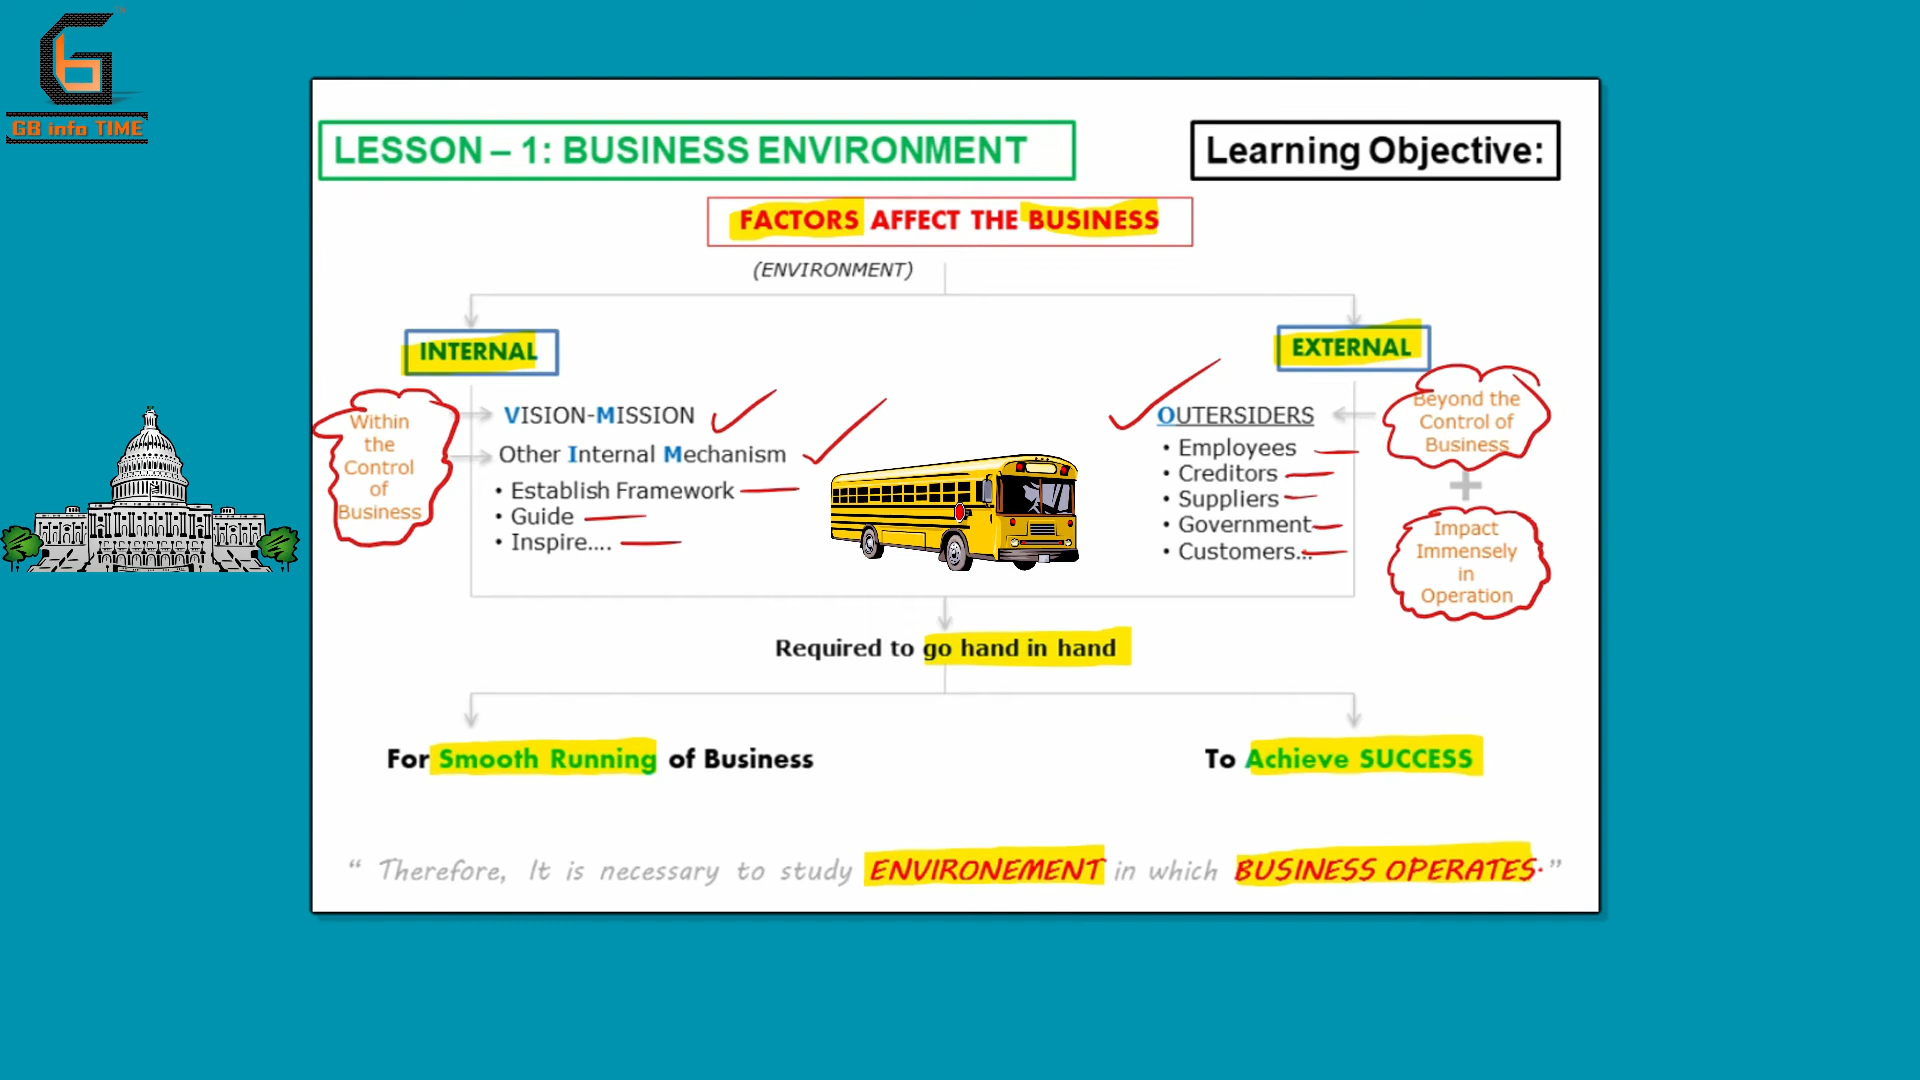 TM
GB info TIME
LESSON – 1: BUSINESS ENVIRONMENT
Learning Objective:
FACTORS AFFECT THE BUSINESS
(ENVIRONMENT)
INTERNAL
EXTERNAL
Within
the
Control
of
Business
VISION-MISSION
Other Internal Mechanism
• Establish Framework
• Guide
• Inspire....
OUTERSIDERS
• Employees
• Creditors
• Suppliers
• Government
• Customers...
Beyond the
Control of
Business
+
Impact
Immensely
in
Operation
Required to go hand in hand
For Smooth Running of Business
To Achieve SUCCESS
“ Therefore, It is necessary to study ENVIRONEMENT in which BUSINESS OPERATES.”